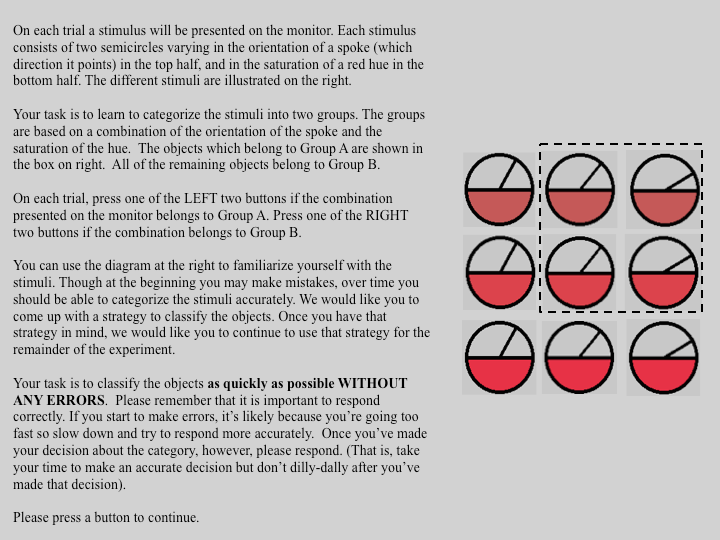 On each trial a stimulus will be presented on the monitor. Each stimulus
consists of two semicircles varying in the orientation of a spoke (which
direction it points) in the top half, and in the saturation of a red hue in the
bottom half. The different stimuli are illustrated on the right.
Your task is to learn to categorize the stimuli into two groups. The groups
are based on a combination of the orientation of the spoke and the
saturation of the hue.  The objects which belong to Group A are shown in
the box on right.  All of the remaining objects belong to Group B.
On each trial, press one of the LEFT two buttons if the combination
presented on the monitor belongs to Group A. Press one of the RIGHT
two buttons if the combination belongs to Group B.
You can use the diagram at the right to familiarize yourself with the
stimuli. Though at the beginning you may make mistakes, over time you
should be able to categorize the stimuli accurately. We would like you to
come up with a strategy to classify the objects. Once you have that
strategy in mind, we would like you to continue to use that strategy for the
remainder of the experiment.
Your task is to classify the objects as quickly as possible WITHOUT
ANY ERRORS.  Please remember that it is important to respond
correctly. If you start to make errors, it's likely because you're going too
fast so slow down and try to respond more accurately.  Once you've made
your decision about the category, however, please respond. (That is, take
your time to make an accurate decision but don't dilly-dally after you've
made that decision).
Please press a button to continue.